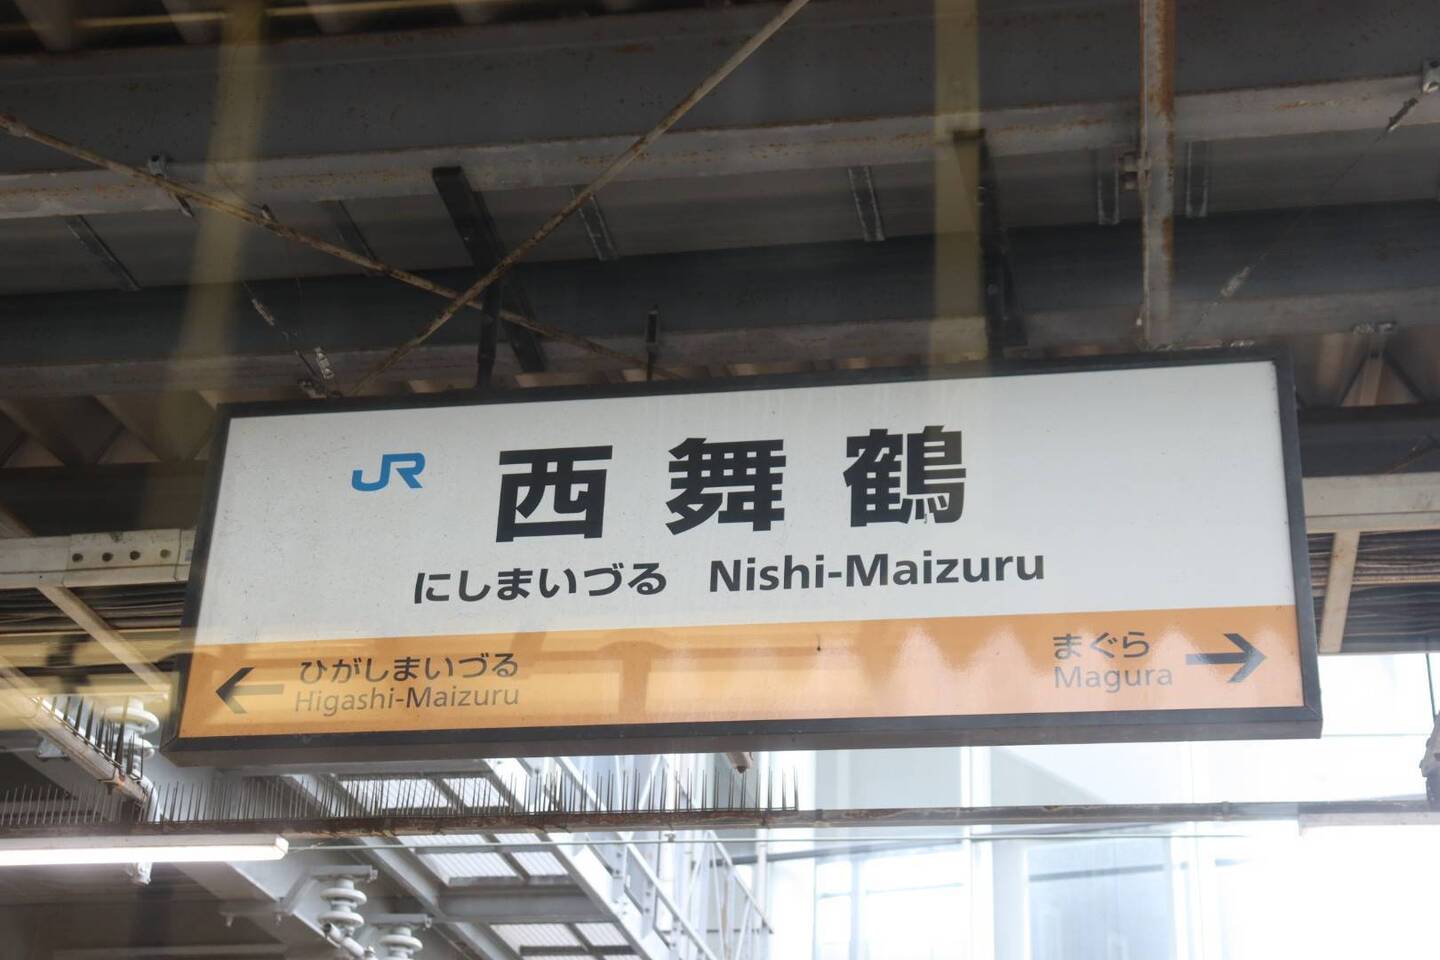 JR 西舞鶴
にしまいづる Nishi-Maizuru
← ひがしまいづる
Higashi-Maizuru
まぐら →
Magura